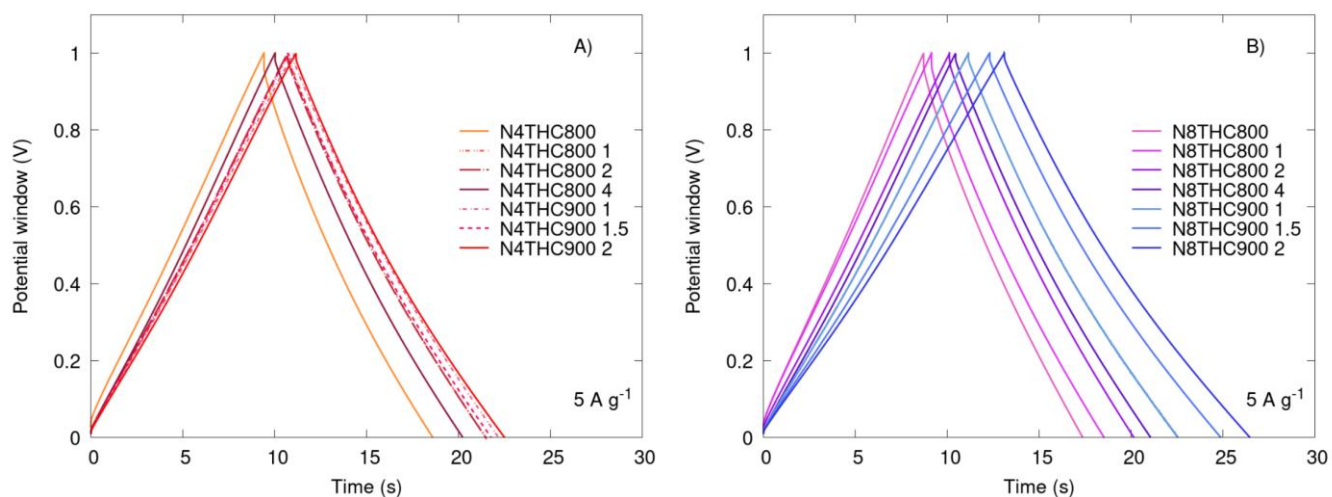 A)
Potential window (V)
1
0.8
0.6
0.4
0.2
0
N4THC800
N4THC800 1
N4THC800 2
N4THC800 4
N4THC900 1
N4THC900 1.5
N4THC900 2
5 A g⁻¹
0 5 10 15 20 25 30
Time (s)
B)
Potential window (V)
1
0.8
0.6
0.4
0.2
0
N8THC800
N8THC800 1
N8THC800 2
N8THC800 4
N8THC900 1
N8THC900 1.5
N8THC900 2
5 A g⁻¹
0 5 10 15 20 25 30
Time (s)